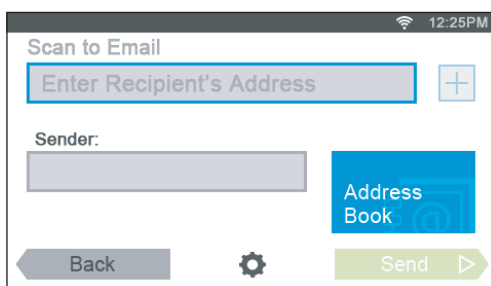 12:25PM
Scan to Email
Enter Recipient's Address
Sender:
Address
Book
Back
Send